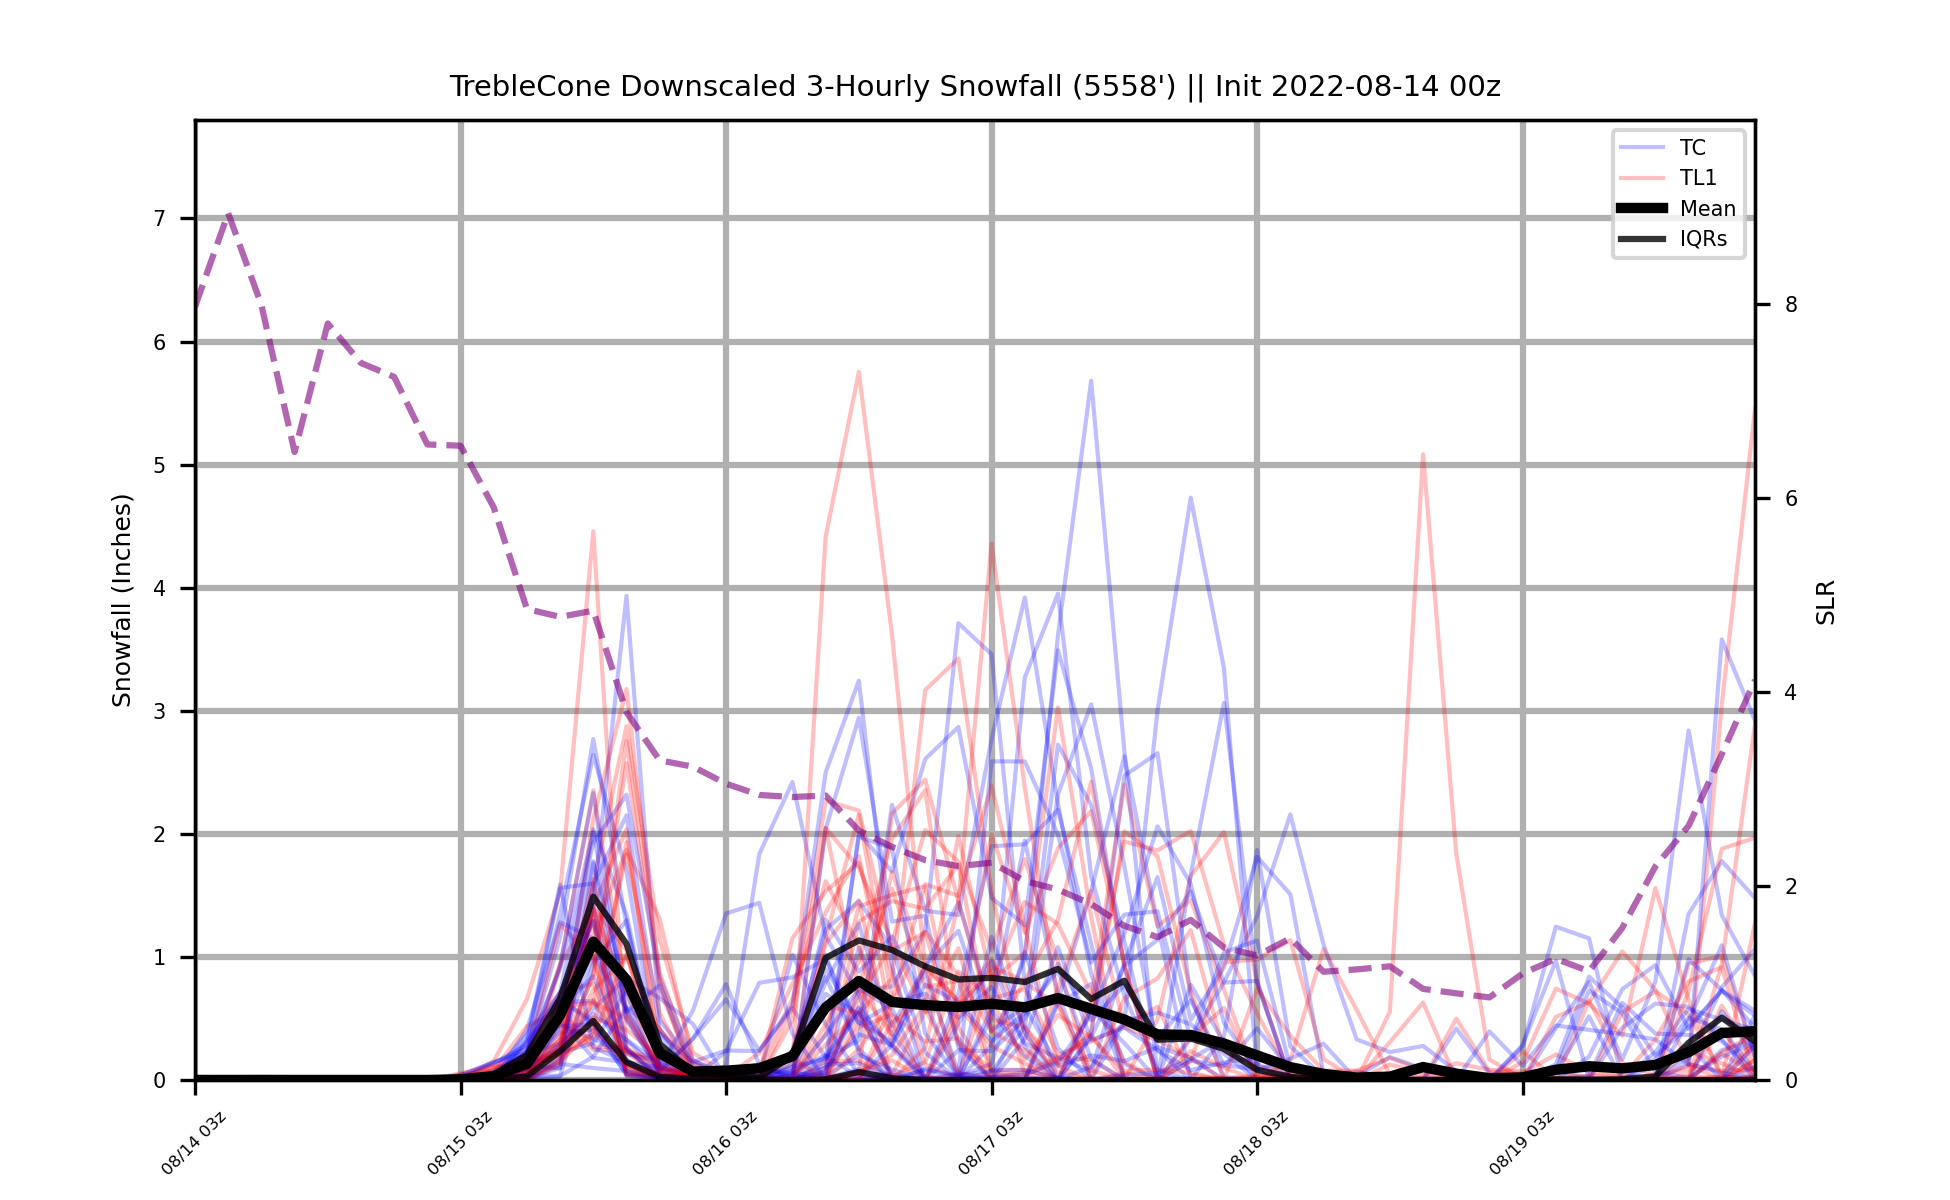 TrebleCone Downscaled 3-Hourly Snowfall (5558') || Init 2022-08-14 00z
TC
TL1
Mean
IQRs
Snowfall (Inches)
7
6
5
4
3
2
1
0
SLR
8
6
4
2
0
08/14 03z
08/15 03z
08/16 03z
08/17 03z
08/18 03z
08/19 03z